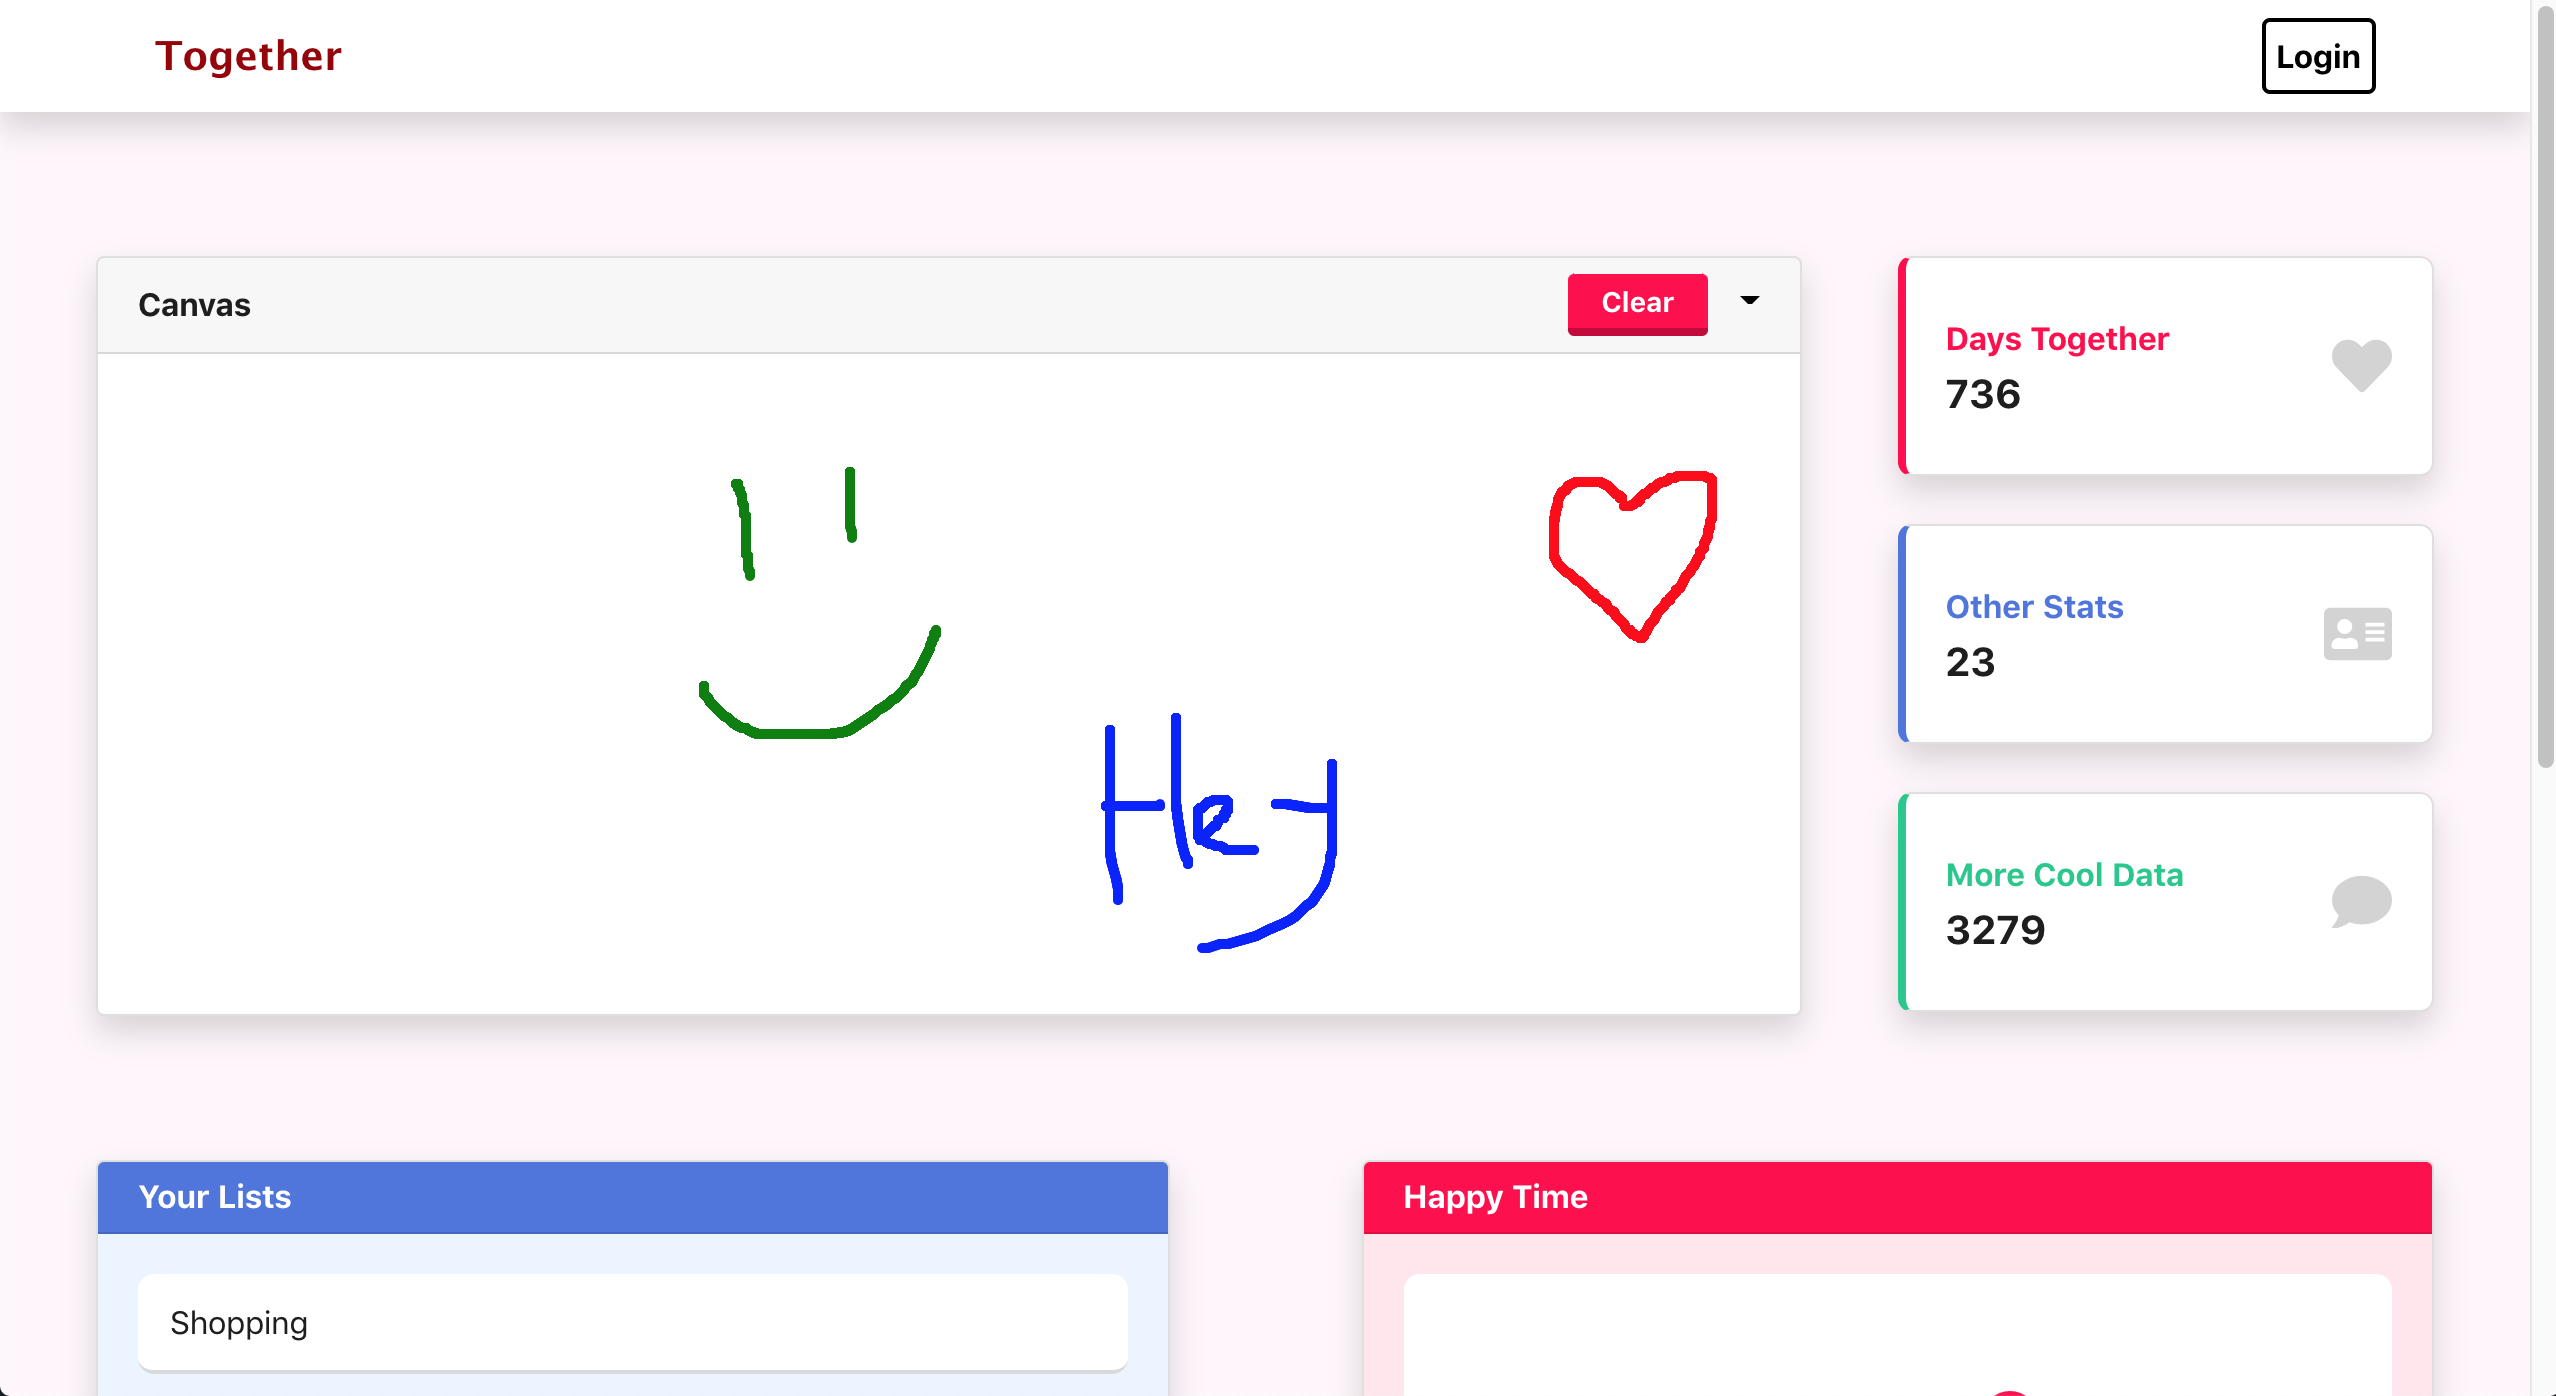 Together
Login
Canvas
Clear
Hey
Days Together
736
Other Stats
23
More Cool Data
3279
Your Lists
Happy Time
Shopping